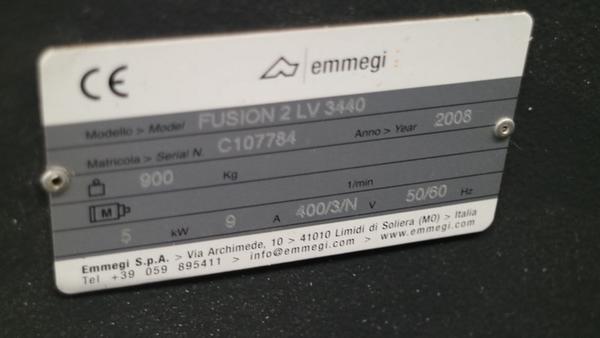 CE emmegi
Modello > Model FUSION 2 LV 3440
Matricola > Serial N. C107784 Anno > Year 2008
900 Kg
M 1/min
5 kW 9 A 400/3/N V 50/60 Hz
Emmegi S.p.A. > Via Archimede, 10 > 41010 Limidi di Soliera (MO) > Italia
Tel +39 059 895411 > info@emmegi.com > www.emmegi.com